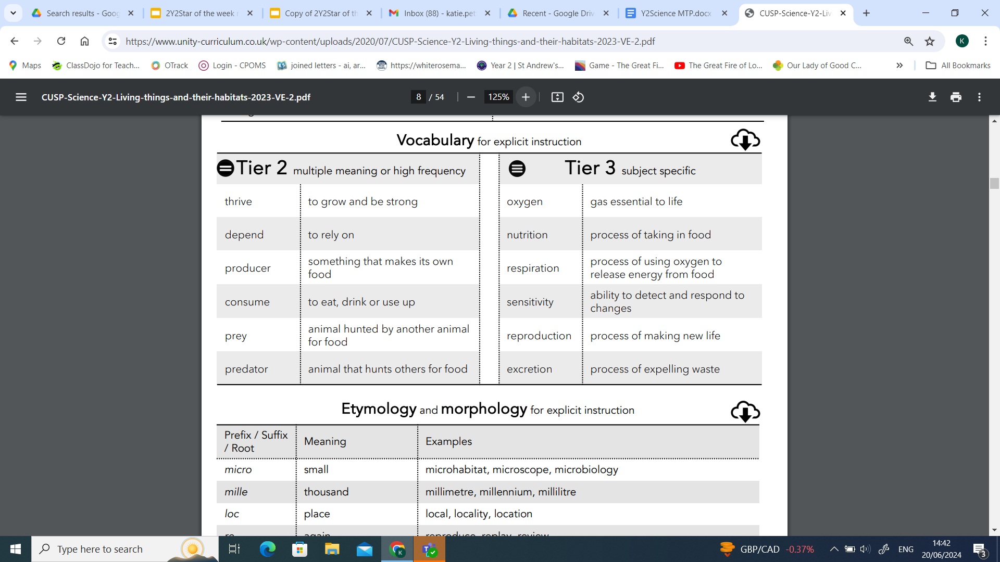 Search results - Goog
2Y2Star of the week r
Copy of 2Y2Star of th
Inbox (88) - katie.pet
Recent - Google Driv
Y2Science MTP.docx
CUSP-Science-Y2-Liv
https://www.unity-curriculum.co.uk/wp-content/uploads/2020/07/CUSP-Science-Y2-Living-things-and-their-habitats-2023-VE-2.pdf
K
Maps
ClassDojo for Teach...
OTrack
Login - CPOMS
joined letters - ai, ar...
https://whiterosema...
Year 2 | St Andrew's...
Game - The Great Fi...
The Great Fire of Lo...
Our Lady of Good C...
All Bookmarks
CUSP-Science-Y2-Living-things-and-their-habitats-2023-VE-2.pdf
8 / 54
125%
Vocabulary for explicit instruction
Tier 2 multiple meaning or high frequency
Tier 3 subject specific
thrive
to grow and be strong
oxygen
gas essential to life
depend
to rely on
nutrition
process of taking in food
producer
something that makes its own
food
respiration
process of using oxygen to
release energy from food
consume
to eat, drink or use up
sensitivity
ability to detect and respond to
changes
prey
animal hunted by another animal
for food
reproduction
process of making new life
predator
animal that hunts others for food
excretion
process of expelling waste
Etymology and morphology for explicit instruction
Prefix / Suffix
/ Root
Meaning
Examples
micro
small
microhabitat, microscope, microbiology
mille
thousand
millimetre, millennium, millilitre
loc
place
local, locality, location
re
again
reproduce, replay, review
Type here to search
GBP/CAD -0.37%
ENG
14:42
20/06/2024
3